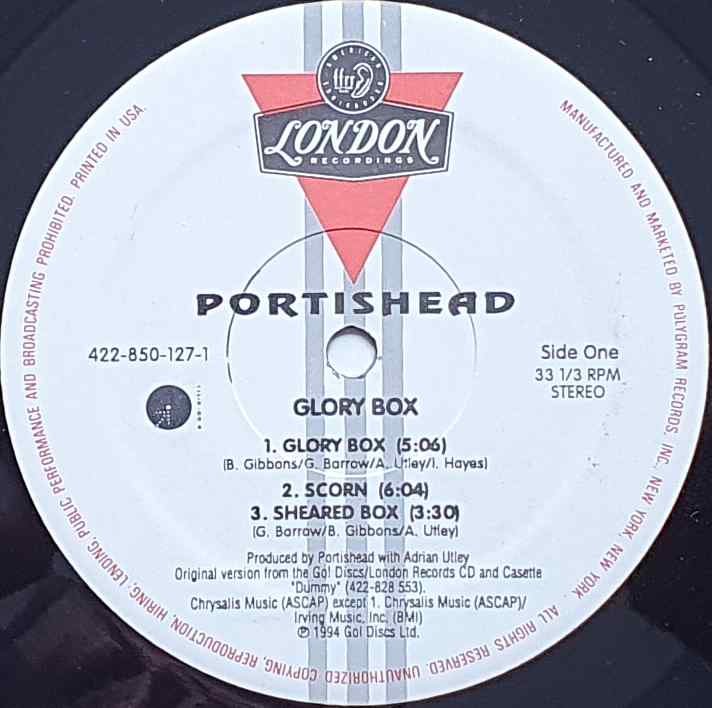 AMERICAN
RECORDINGS
LONDON
RECORDINGS
PORTISHEAD
422-850-127-1
Side One
33 1/3 RPM
STEREO
GLORY BOX
1. GLORY BOX (5:06)
(B. Gibbons/G. Barrow/A. Utley/I. Hayes)
2. SCORN (6:04)
3. SHEARED BOX (3:30)
(G. Barrow/B. Gibbons/A. Utley)
Produced by Portishead with Adrian Utley
Original version from the Go! Discs/London Records CD and Casette
"Dummy" (422-828 553).
Chrysalis Music (ASCAP) except 1. Chrysalis Music (ASCAP)/
Irving Music, Inc. (BMI)
℗ 1994 Go! Discs Ltd.
MANUFACTURED AND MARKETED BY POLYGRAM RECORDS, INC., NEW YORK, NEW YORK. ALL RIGHTS RESERVED. UNAUTHORIZED COPYING, REPRODUCTION, HIRING, LENDING, PUBLIC PERFORMANCE AND BROADCASTING PROHIBITED. PRINTED IN USA.